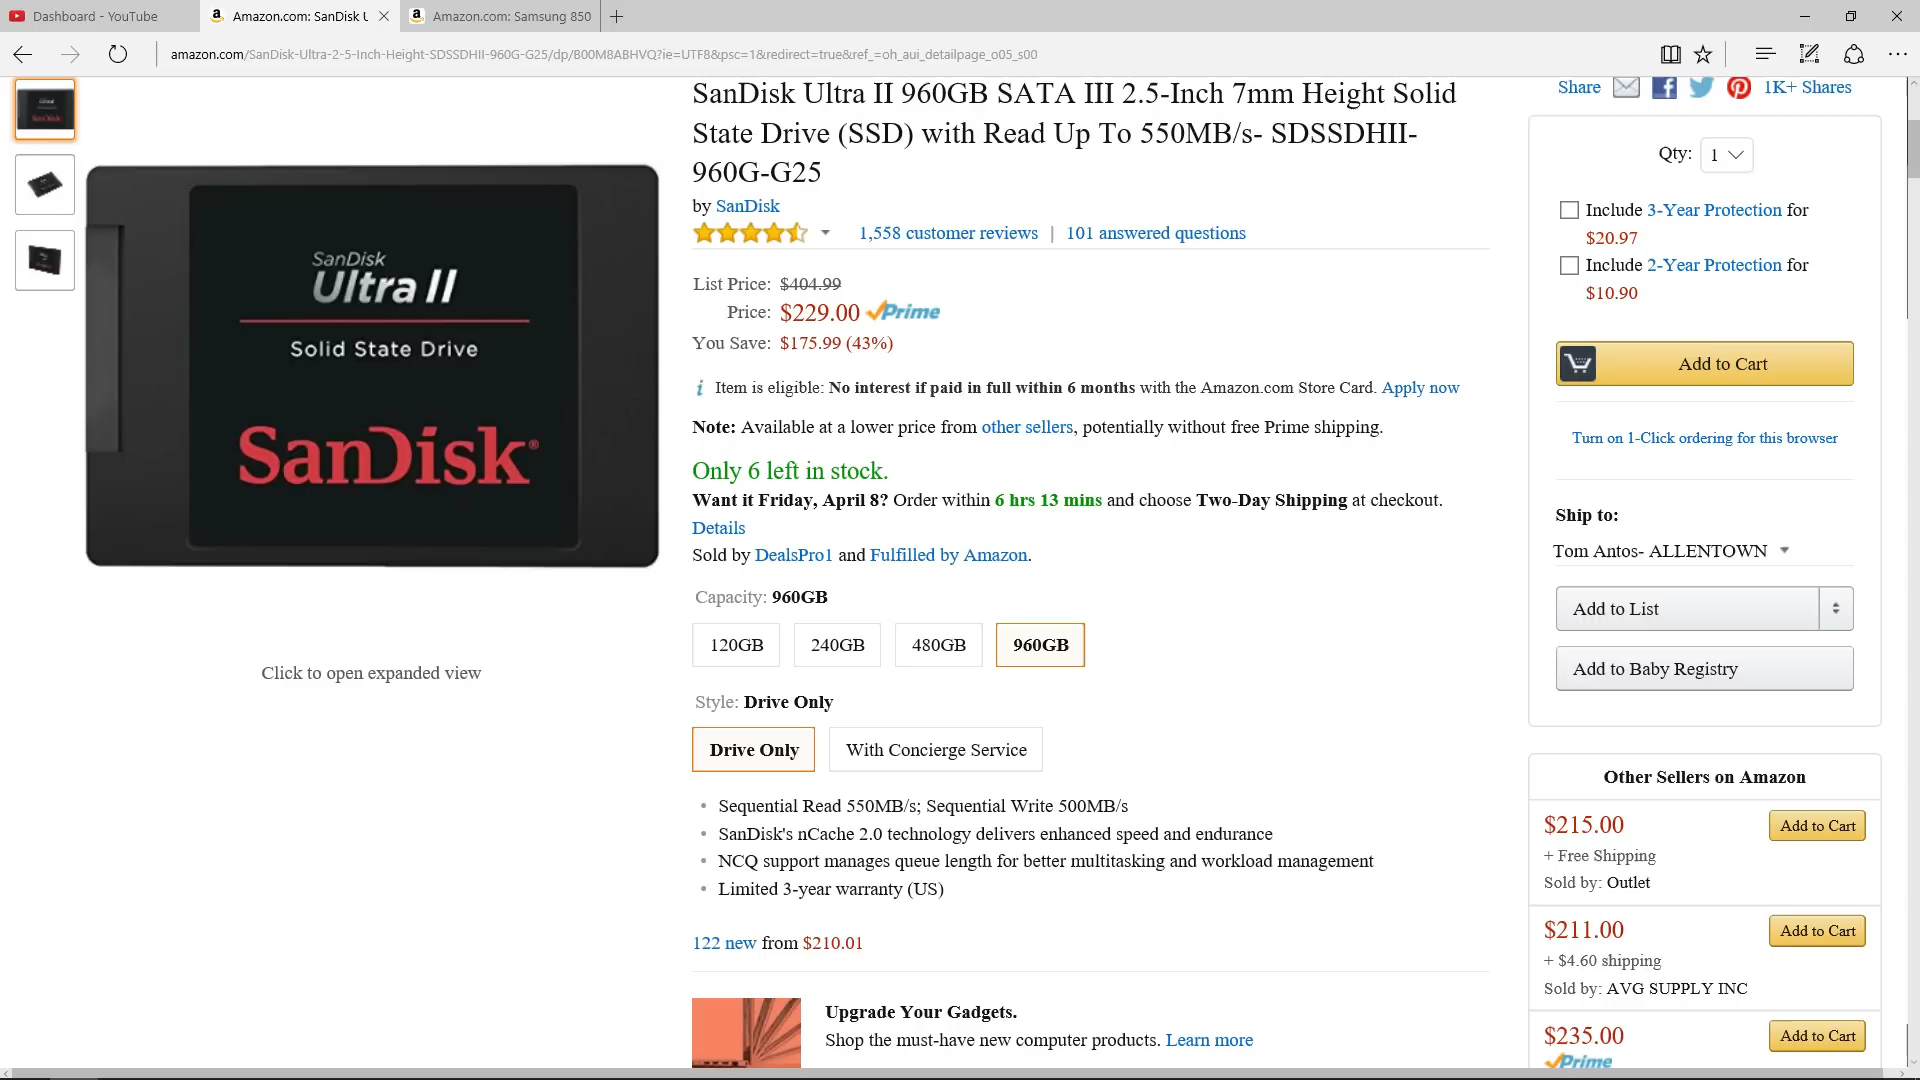 Dashboard - YouTube
Amazon.com: SanDisk U
Amazon.com: Samsung 850
amazon.com/SanDisk-Ultra-2-5-Inch-Height-SDSSDHII-960G-G25/dp/B00M8ABHVQ?ie=UTF8&psc=1&redirect=true&ref_=oh_aui_detailpage_o05_s00
SanDisk
Ultra II
Solid State Drive
SanDisk®
Click to open expanded view
SanDisk Ultra II 960GB SATA III 2.5-Inch 7mm Height Solid
State Drive (SSD) with Read Up To 550MB/s- SDSSDHII-
960G-G25
by SanDisk
1,558 customer reviews | 101 answered questions
List Price: $404.99
Price: $229.00 Prime
You Save: $175.99 (43%)
Item is eligible: No interest if paid in full within 6 months with the Amazon.com Store Card. Apply now
Note: Available at a lower price from other sellers, potentially without free Prime shipping.
Only 6 left in stock.
Want it Friday, April 8? Order within 6 hrs 13 mins and choose Two-Day Shipping at checkout.
Details
Sold by DealsPro1 and Fulfilled by Amazon.
Capacity: 960GB
120GB 240GB 480GB 960GB
Style: Drive Only
Drive Only With Concierge Service
• Sequential Read 550MB/s; Sequential Write 500MB/s
• SanDisk's nCache 2.0 technology delivers enhanced speed and endurance
• NCQ support manages queue length for better multitasking and workload management
• Limited 3-year warranty (US)
122 new from $210.01
Upgrade Your Gadgets.
Shop the must-have new computer products. Learn more
Share 1K+ Shares
Qty: 1
Include 3-Year Protection for
$20.97
Include 2-Year Protection for
$10.90
Add to Cart
Turn on 1-Click ordering for this browser
Ship to:
Tom Antos- ALLENTOWN
Add to List
Add to Baby Registry
Other Sellers on Amazon
$215.00 Add to Cart
+ Free Shipping
Sold by: Outlet
$211.00 Add to Cart
+ $4.60 shipping
Sold by: AVG SUPPLY INC
$235.00 Add to Cart
Prime